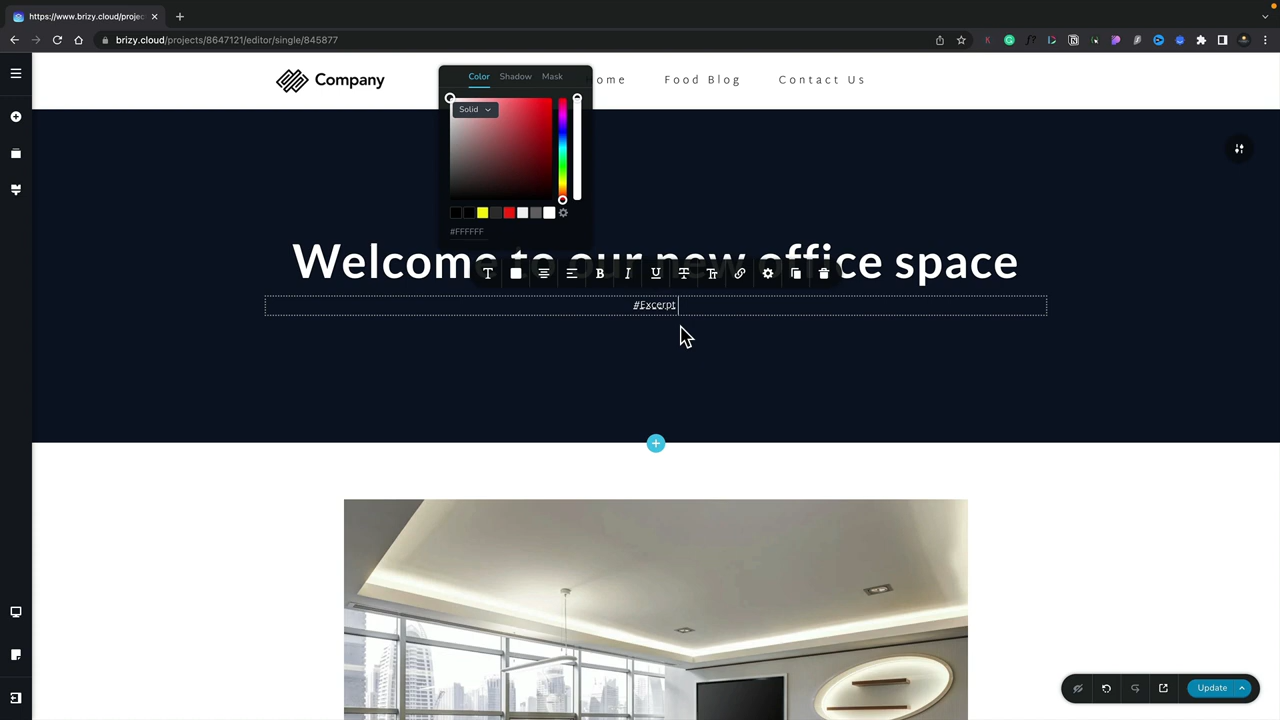 https://www.brizy.cloud/projec
brizy.cloud/projects/8647121/editor/single/845877
Company
Home
Food Blog
Contact Us
Color
Shadow
Mask
Solid
#FFFFFF
Welcome to our new office space
#Excerpt
Update